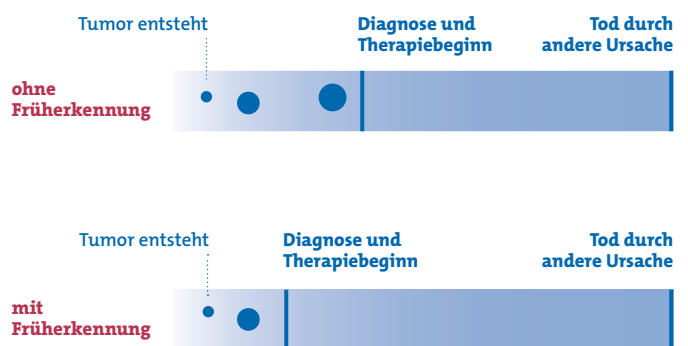 Tumor entsteht
Diagnose und
Therapiebeginn
Tod durch
andere Ursache
ohne
Früherkennung
Tumor entsteht
Diagnose und
Therapiebeginn
Tod durch
andere Ursache
mit
Früherkennung